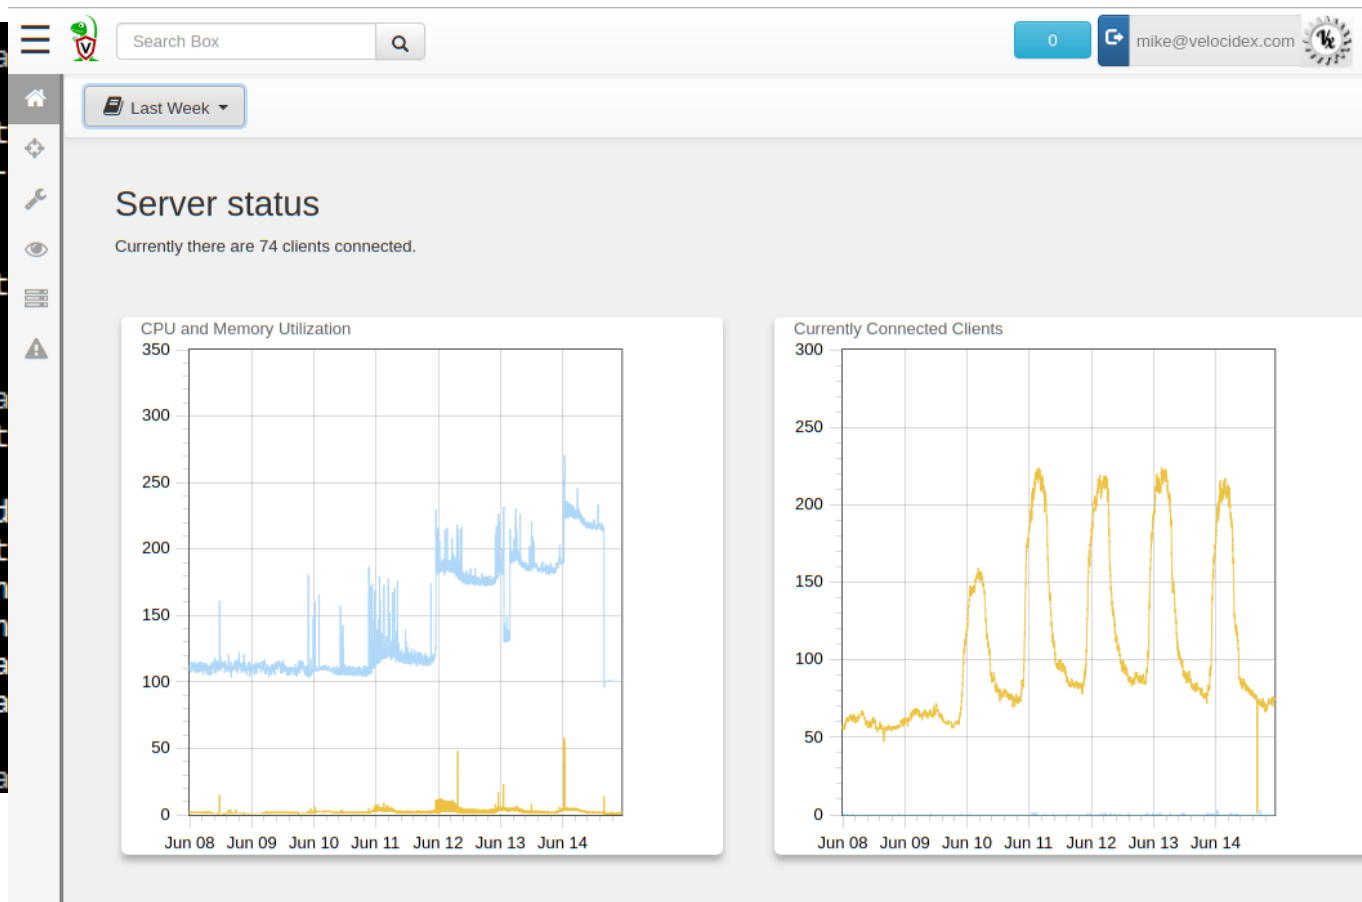 Search Box
0
mike@velocidex.com
Last Week
Server status
Currently there are 74 clients connected.
CPU and Memory Utilization
350
300
250
200
150
100
50
0
Jun 08 Jun 09 Jun 10 Jun 11 Jun 12 Jun 13 Jun 14
Currently Connected Clients
300
250
200
150
100
50
0
Jun 08 Jun 09 Jun 10 Jun 11 Jun 12 Jun 13 Jun 14